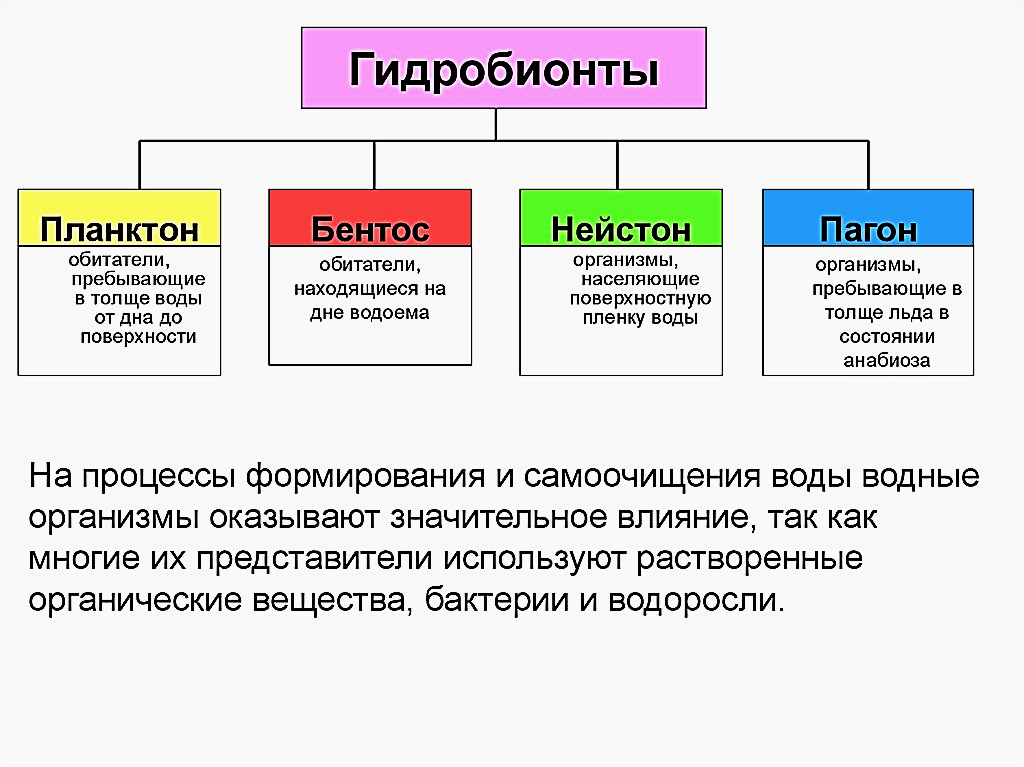 Гидробионты
Планктон
обитатели,
пребывающие
в толще воды
от дна до
поверхности
Бентос
обитатели,
находящиеся на
дне водоема
Нейстон
организмы,
населяющие
поверхностную
пленку воды
Пагон
организмы,
пребывающие в
толще льда в
состоянии
анабиоза
На процессы формирования и самоочищения воды водные
организмы оказывают значительное влияние, так как
многие их представители используют растворенные
органические вещества, бактерии и водоросли.